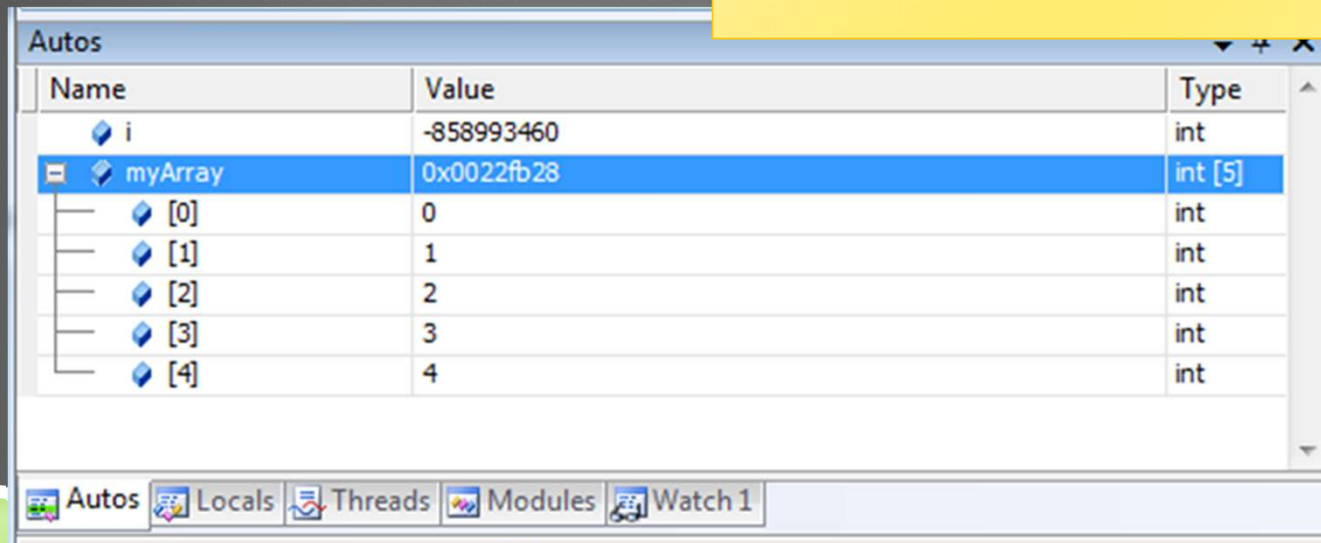 Autos
Name Value Type
i -858993460 int
myArray 0x0022fb28 int [5]
[0] 0 int
[1] 1 int
[2] 2 int
[3] 3 int
[4] 4 int
Autos Locals Threads Modules Watch 1